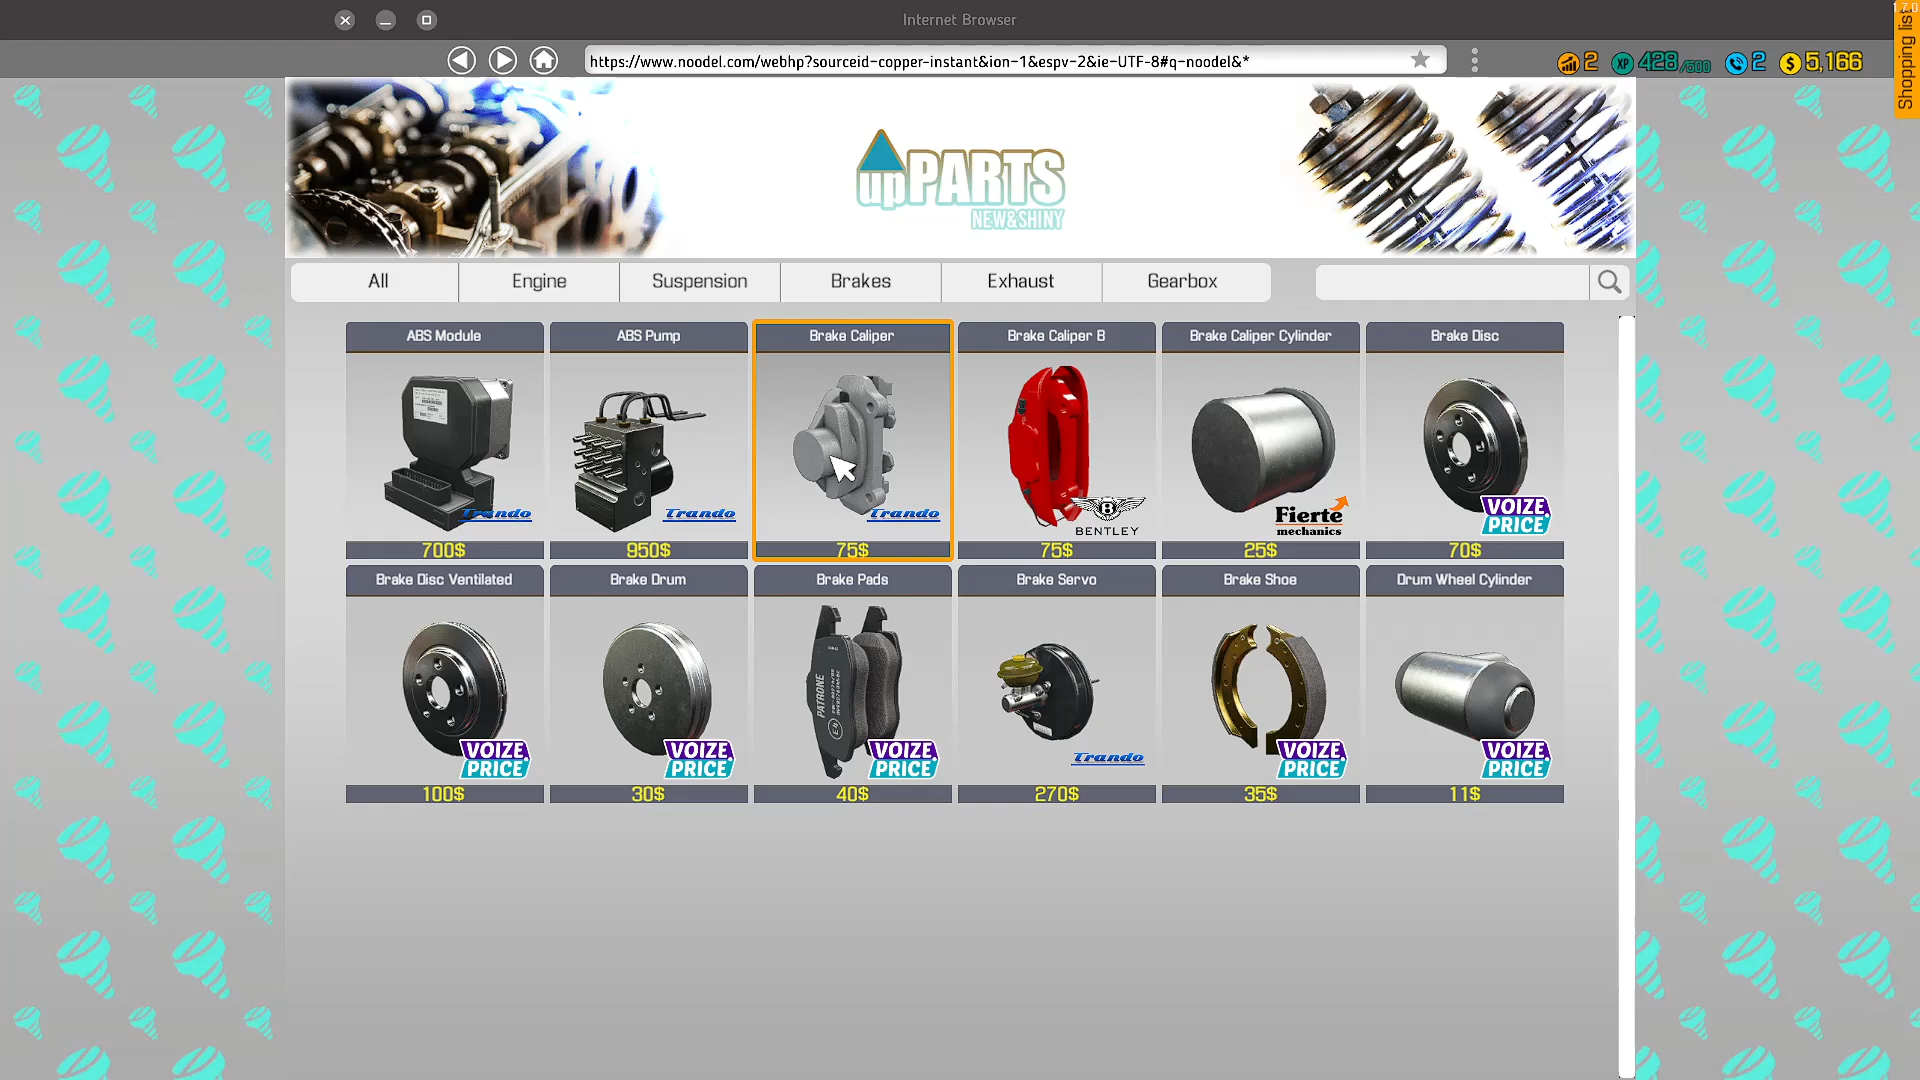 Internet Browser
1.7.0
Shopping list
https://www.noodel.com/webhp?sourceid-copper-instant&ion-1&espv-2&ie-UTF-8#q-noodel&*
2
XP 428/500
2
$ 5,166
upPARTS
NEW&SHINY
All
Engine
Suspension
Brakes
Exhaust
Gearbox
ABS Module
ABS Pump
Brake Caliper
Brake Caliper B
Brake Caliper Cylinder
Brake Disc
Trando
Trando
Trando
B
BENTLEY
Fierte
mechanics
VOIZE
PRICE
700$
950$
75$
75$
25$
70$
Brake Disc Ventilated
Brake Drum
Brake Pads
Brake Servo
Brake Shoe
Drum Wheel Cylinder
PATRONE
VOIZE
PRICE
VOIZE
PRICE
VOIZE
PRICE
Trando
VOIZE
PRICE
VOIZE
PRICE
100$
30$
40$
270$
35$
11$